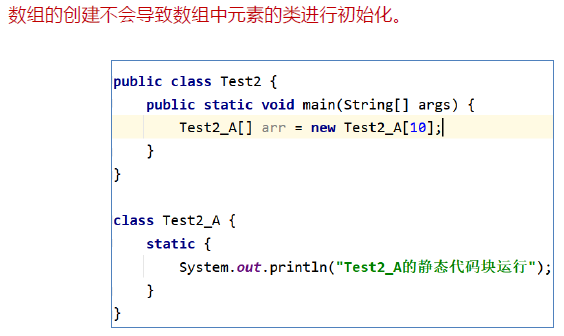 数组的创建不会导致数组中元素的类进行初始化。
public class Test2 {
    public static void main(String[] args) {
        Test2_A[] arr = new Test2_A[10];
    }
}
class Test2_A {
    static {
        System.out.println("Test2_A的静态代码块运行");
    }
}